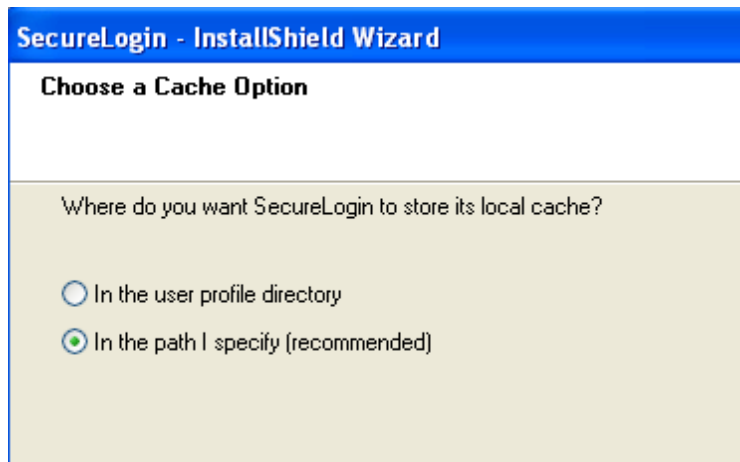 SecureLogin - InstallShield Wizard
Choose a Cache Option
Where do you want SecureLogin to store its local cache?
In the user profile directory
In the path I specify (recommended)